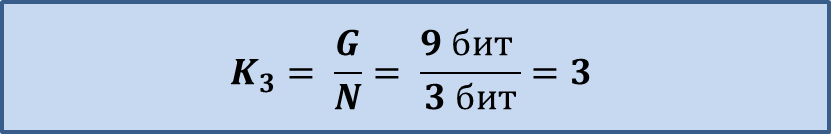 K₃ = G/N = 9 бит/3 бит = 3